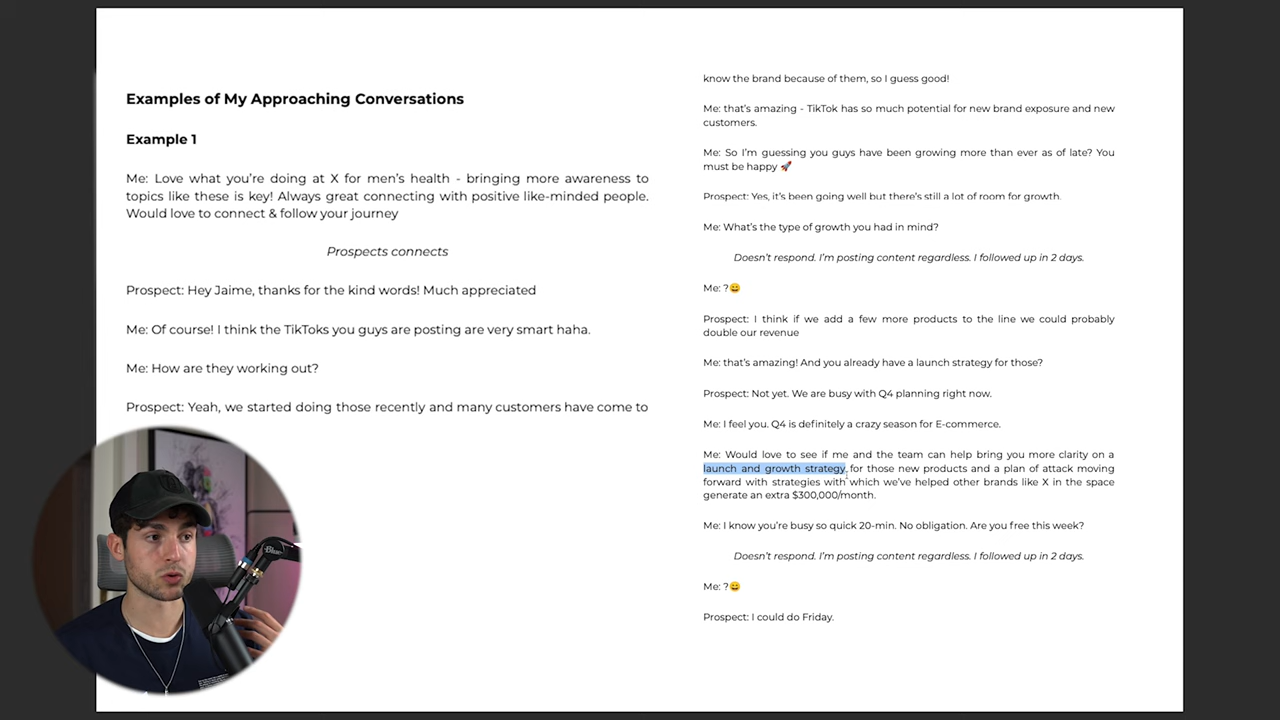 Examples of My Approaching Conversations
Example 1
Me: Love what you're doing at X for men's health - bringing more awareness to
topics like these is key! Always great connecting with positive like-minded people.
Would love to connect & follow your journey
Prospects connects
Prospect: Hey Jaime, thanks for the kind words! Much appreciated
Me: Of course! I think the TikToks you guys are posting are very smart haha.
Me: How are they working out?
Prospect: Yeah, we started doing those recently and many customers have come to
know the brand because of them, so I guess good!
Me: that's amazing - TikTok has so much potential for new brand exposure and new
customers.
Me: So I'm guessing you guys have been growing more than ever as of late? You
must be happy 🚀
Prospect: Yes, it's been going well but there's still a lot of room for growth.
Me: What's the type of growth you had in mind?
Doesn't respond. I'm posting content regardless. I followed up in 2 days.
Me: ?😄
Prospect: I think if we add a few more products to the line we could probably
double our revenue
Me: that's amazing! And you already have a launch strategy for those?
Prospect: Not yet. We are busy with Q4 planning right now.
Me: I feel you. Q4 is definitely a crazy season for E-commerce.
Me: Would love to see if me and the team can help bring you more clarity on a
launch and growth strategy for those new products and a plan of attack moving
forward with strategies with which we've helped other brands like X in the space
generate an extra $300,000/month.
Me: I know you're busy so quick 20-min. No obligation. Are you free this week?
Doesn't respond. I'm posting content regardless. I followed up in 2 days.
Me: ?😄
Prospect: I could do Friday.